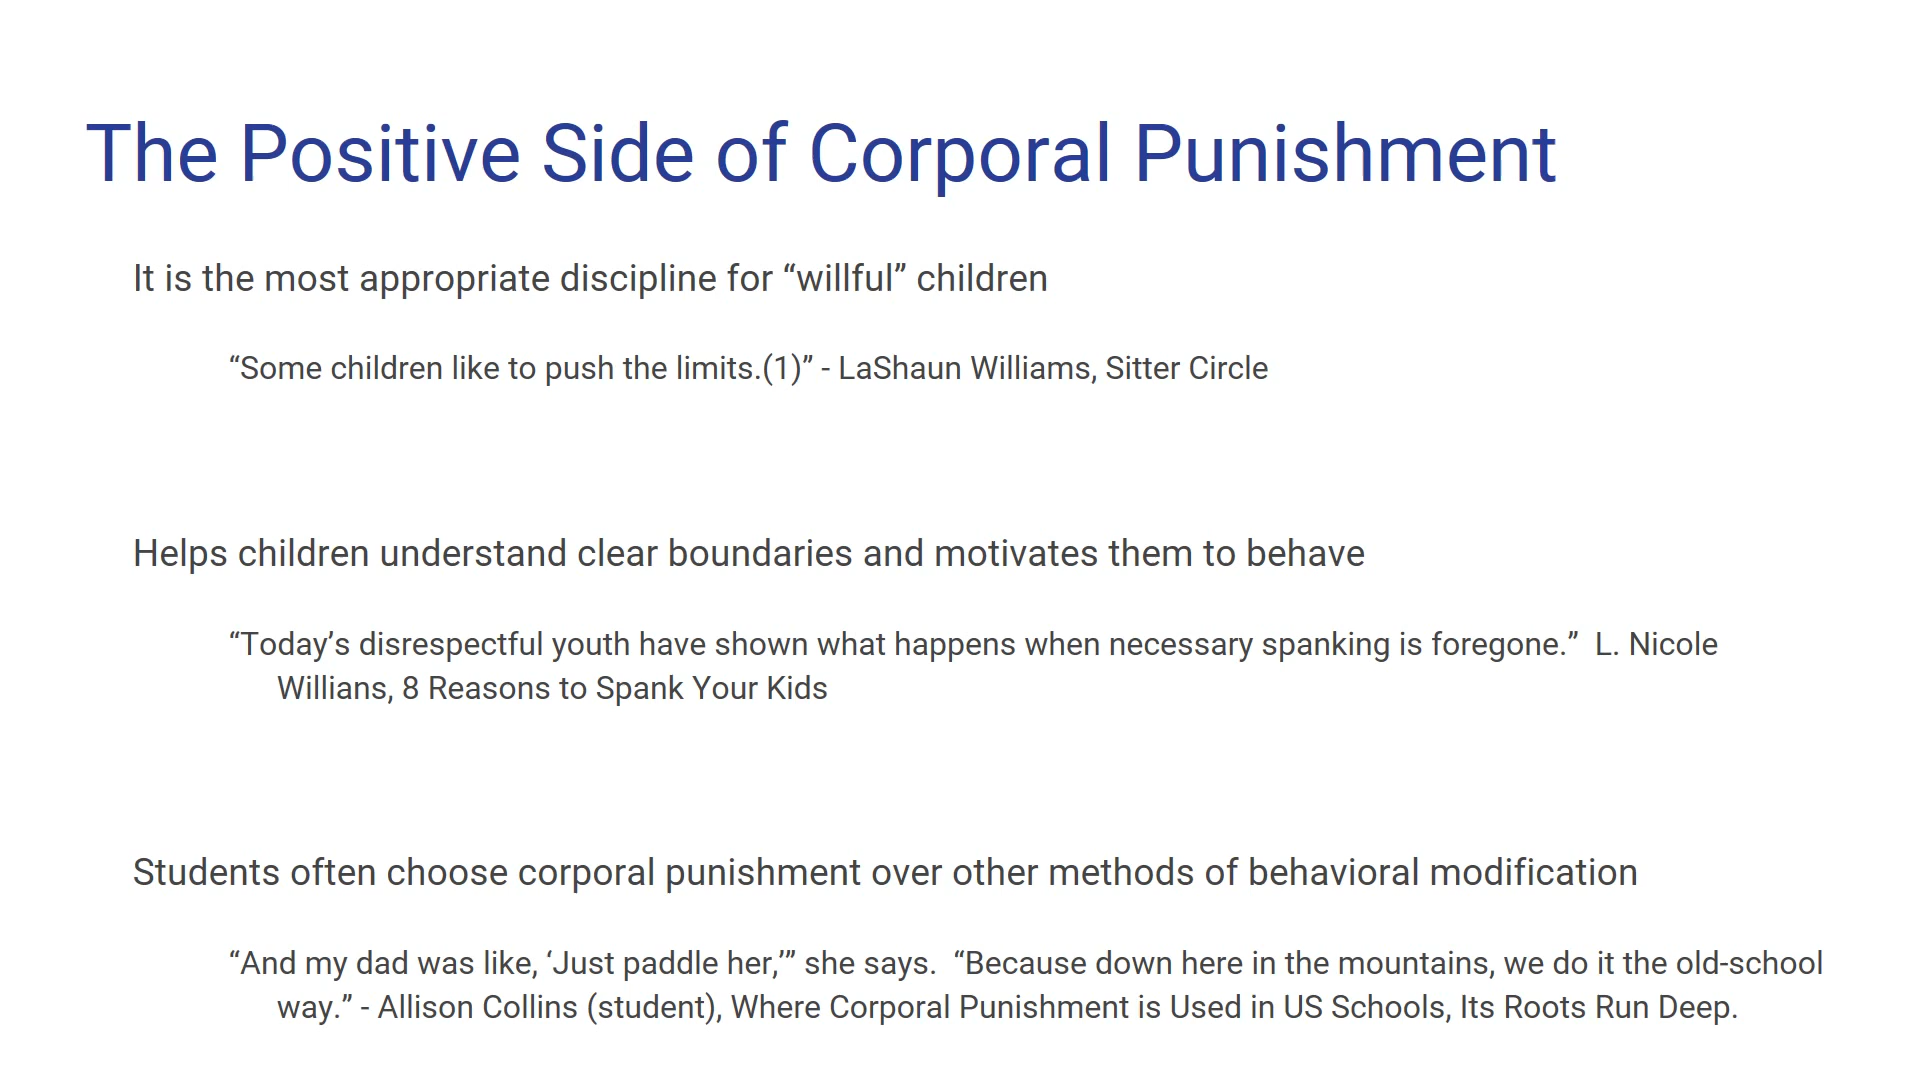 The Positive Side of Corporal Punishment
It is the most appropriate discipline for “willful” children
“Some children like to push the limits.(1)” - LaShaun Williams, Sitter Circle
Helps children understand clear boundaries and motivates them to behave
“Today’s disrespectful youth have shown what happens when necessary spanking is foregone.”  L. Nicole
Willians, 8 Reasons to Spank Your Kids
Students often choose corporal punishment over other methods of behavioral modification
“And my dad was like, ‘Just paddle her,’” she says.  “Because down here in the mountains, we do it the old-school
way.” - Allison Collins (student), Where Corporal Punishment is Used in US Schools, Its Roots Run Deep.